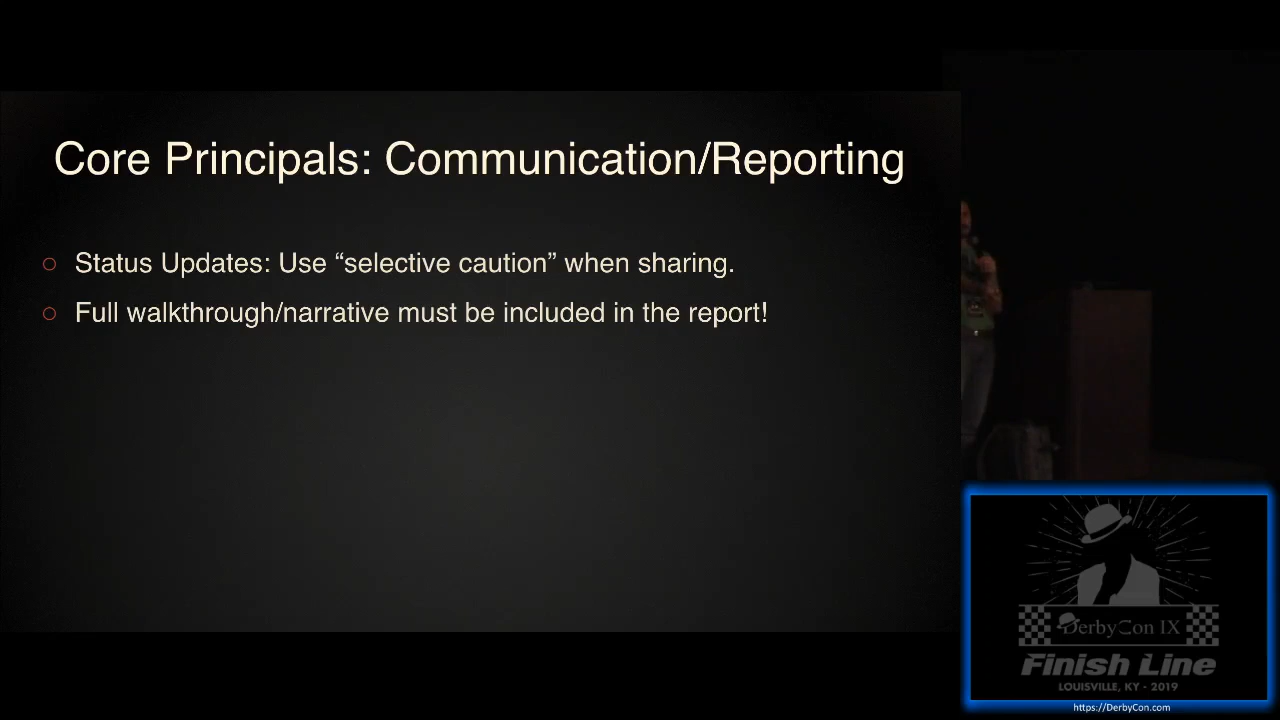 Core Principals: Communication/Reporting
Status Updates: Use “selective caution” when sharing.
Full walkthrough/narrative must be included in the report!
DerbyCon IX
Finish Line
LOUISVILLE, KY - 2019
https://DerbyCon.com